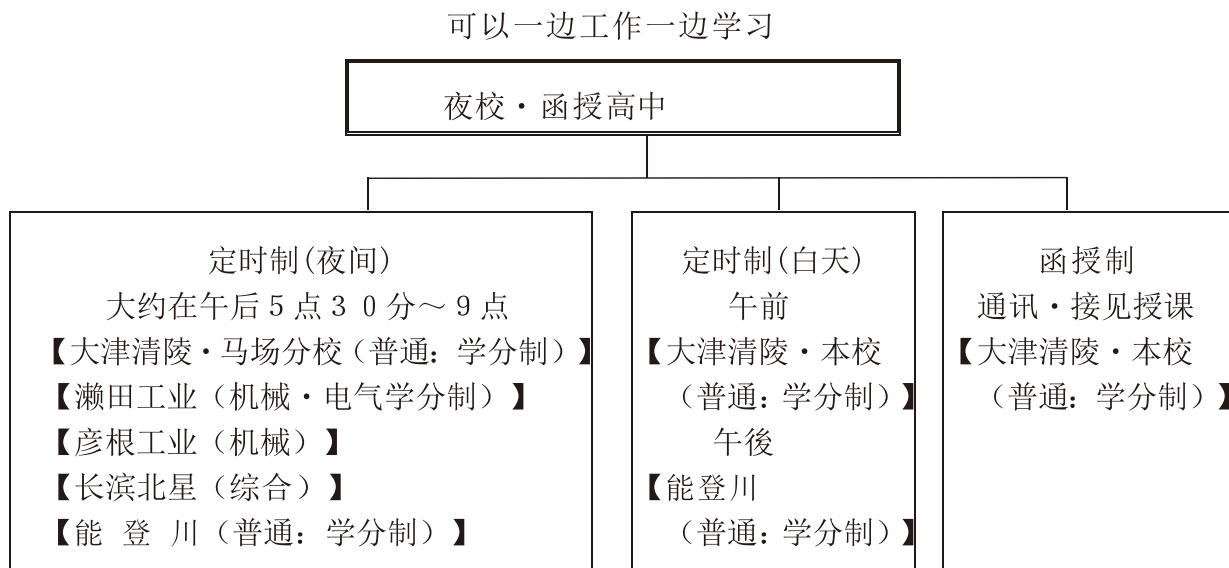 可以一边工作一边学习
夜校・函授高中
定时制(夜间)
大约在午后5点30分～9点
【大津清陵・马场分校（普通：学分制）】
【濑田工业（机械・电气学分制）】
【彦根工业（机械）】
【长滨北星（综合）】
【能 登 川（普通：学分制）】
定时制(白天)
午前
【大津清陵・本校
（普通：学分制）】
午後
【能登川
（普通：学分制）】
函授制
通讯・接见授课
【大津清陵・本校
（普通：学分制）】